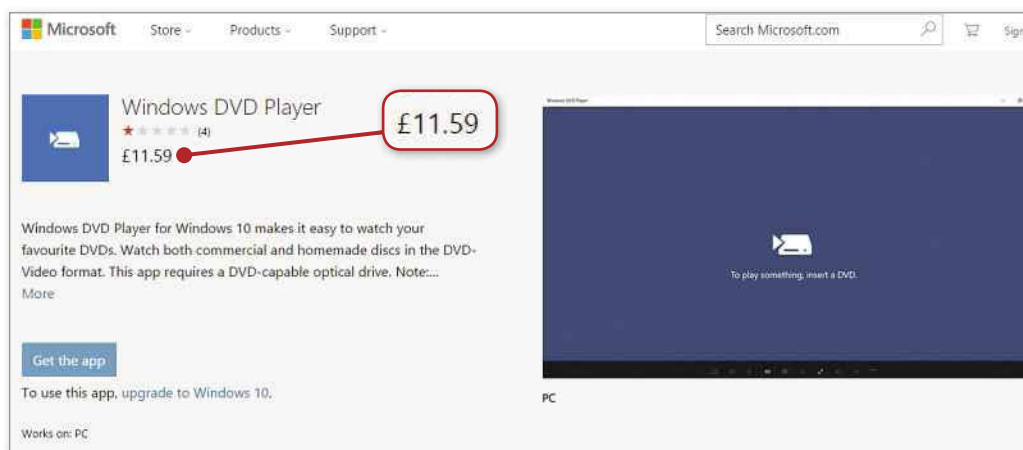 Microsoft Store Products Support Search Microsoft.com Sign
Windows DVD Player
(4)
£11.59
£11.59
Windows DVD Player for Windows 10 makes it easy to watch your
favourite DVDs. Watch both commercial and homemade discs in the DVD-
Video format. This app requires a DVD-capable optical drive. Note:...
More
Get the app
To use this app, upgrade to Windows 10.
Works on: PC
Windows DVD Player
To play something, insert a DVD.
PC